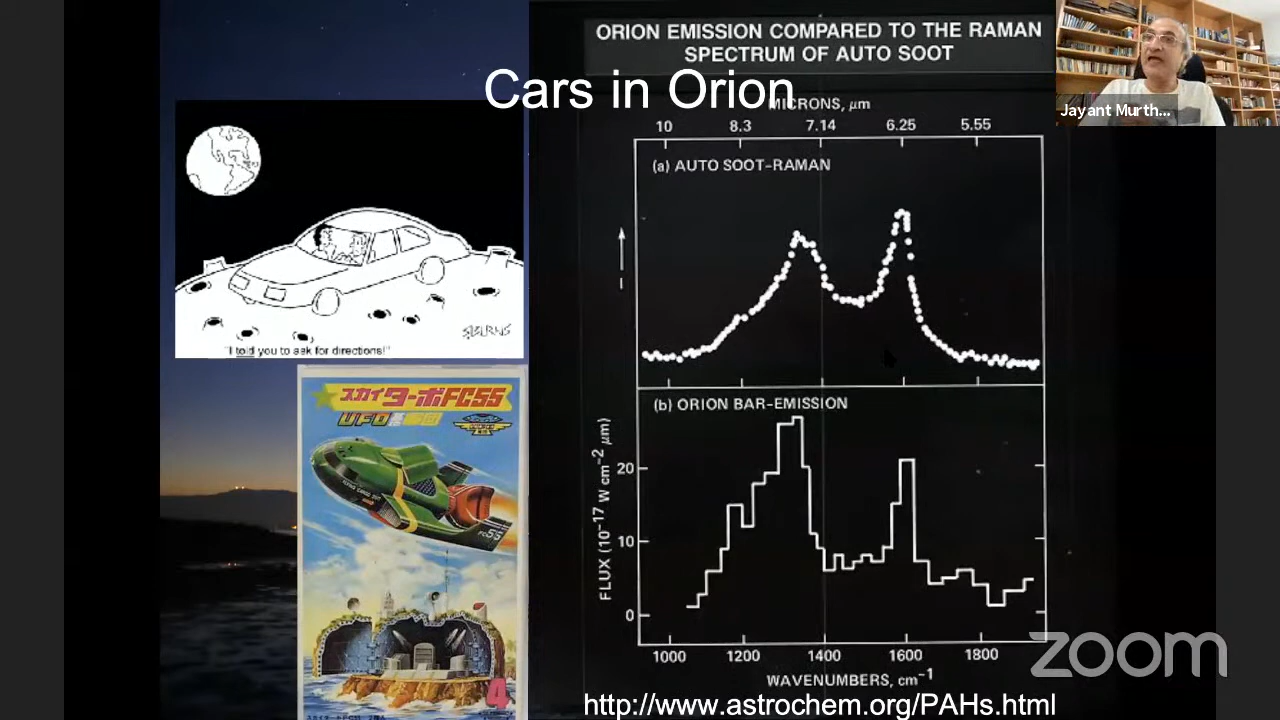 ORION EMISSION COMPARED TO THE RAMAN
SPECTRUM OF AUTO SOOT
Cars in Orion
Jayant Murth...
MICRONS, μm
10 8.3 7.14 6.25 5.55
(a) AUTO SOOT–RAMAN
I
(b) ORION BAR–EMISSION
FLUX (10⁻¹⁷ W cm⁻² μm)
20
10
0
1000 1200 1400 1600 1800
WAVENUMBERS, cm⁻¹
"I told you to ask for directions!"
スカイターボFC55
UFO
FC55
4
http://www.astrochem.org/PAHs.html
zoom